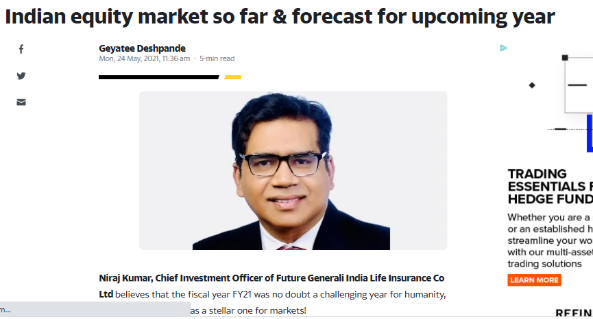 Indian equity market so far & forecast for upcoming year
Geyatee Deshpande
Mon, 24 May, 2021, 11:36 am · 5-min read
TRADING
ESSENTIALS F
HEDGE FUND
Whether you are a
or an established h
streamline your wo
with our multi-asset
trading solutions
LEARN MORE
Niraj Kumar, Chief Investment Officer of Future Generali India Life Insurance Co
Ltd believes that the fiscal year FY21 was no doubt a challenging year for humanity,
as a stellar one for markets!
m...
REFIN